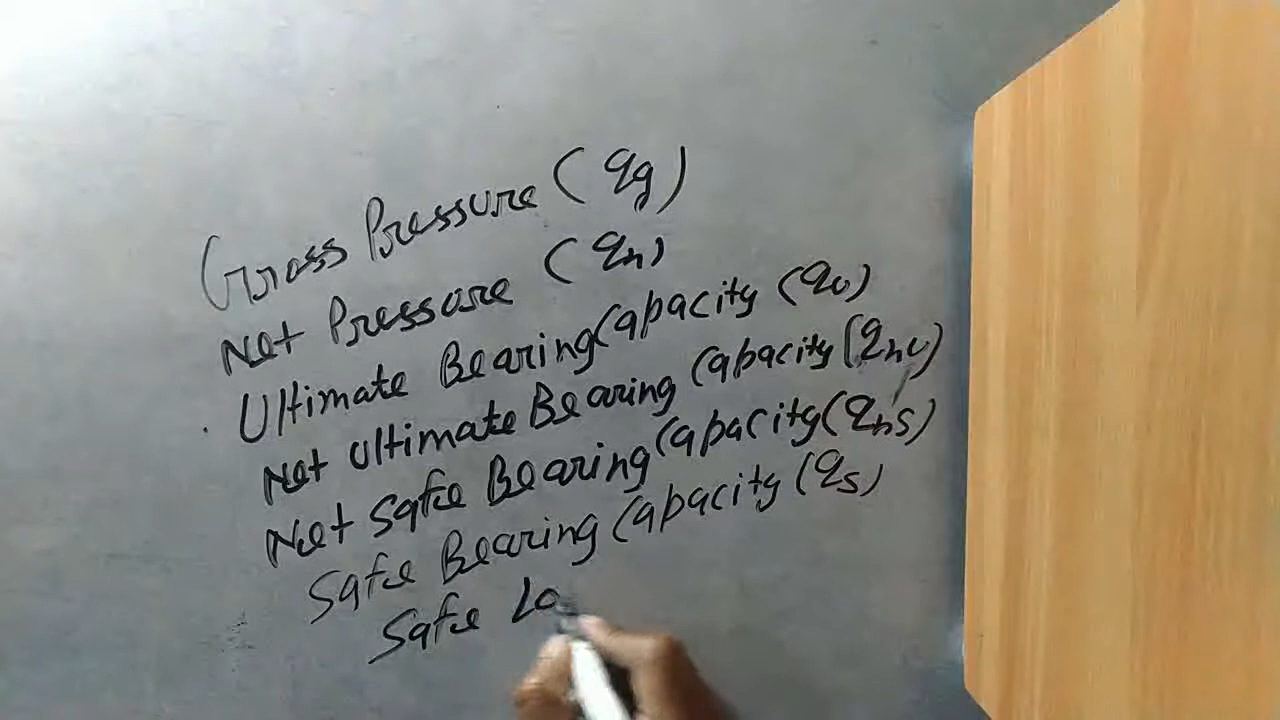 Gross Pressure (qg)
Net Pressure (qn)
Ultimate Bearing Capacity (qu)
Net Ultimate Bearing Capacity (qnu)
Net Safe Bearing Capacity (qns)
Safe Bearing Capacity (qs)
Safe Lo